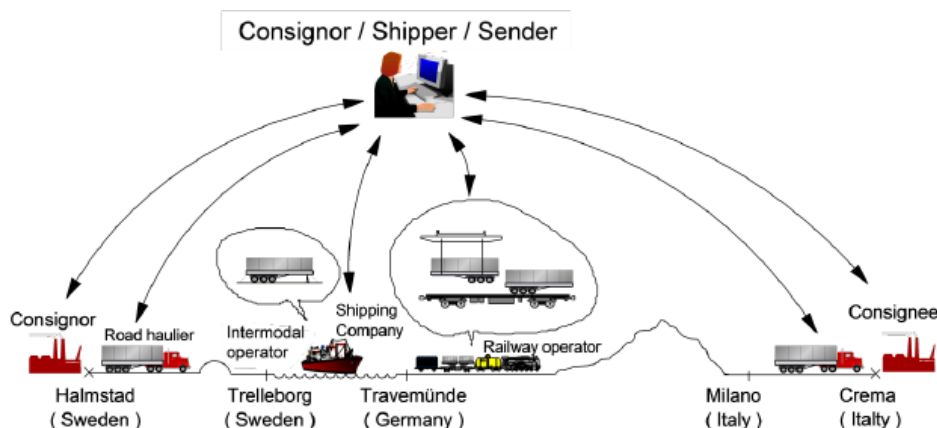 Consignor / Shipper / Sender
Consignor
Road haulier
Intermodal
operator
Shipping
Company
Railway operator
Consignee
Halmstad
( Sweden )
Trelleborg
( Sweden )
Travemünde
( Germany )
Milano
( Italy )
Crema
( Italty )